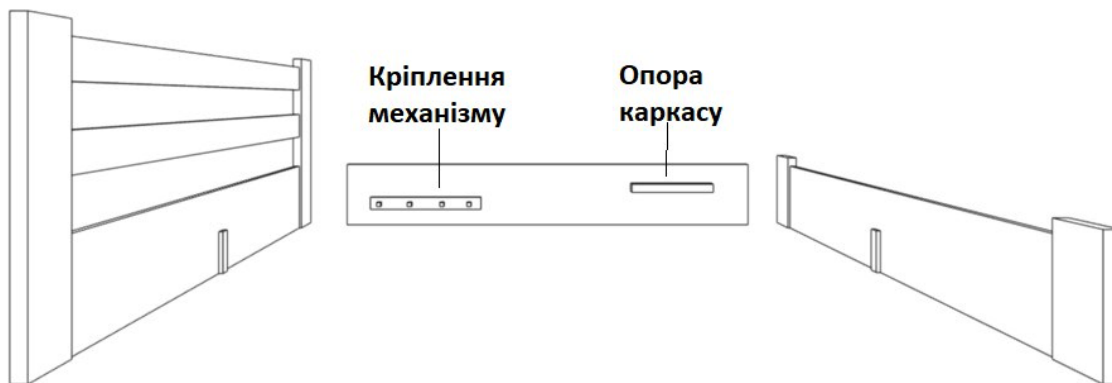 Кріплення
механізму
Опора
каркасу